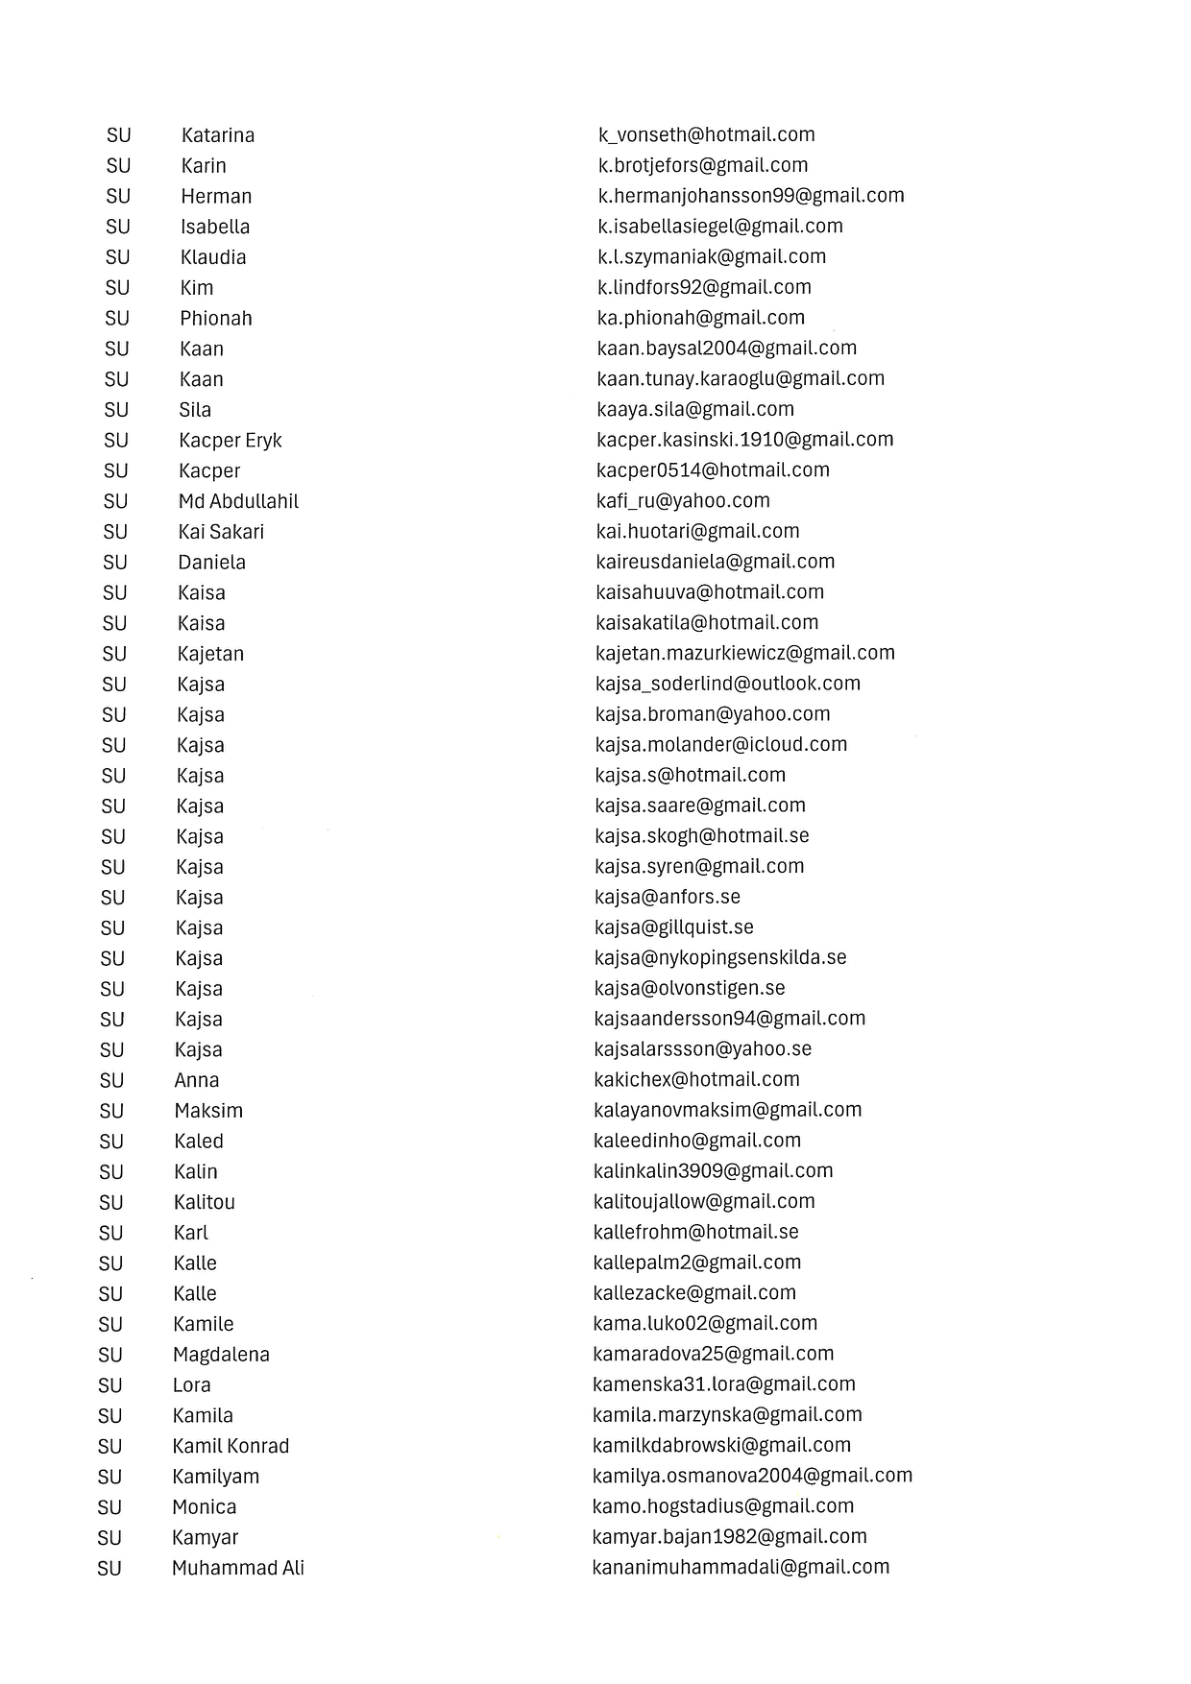 SU Katarina k_vonseth@hotmail.com
SU Karin k.brotjefors@gmail.com
SU Herman k.hermanjohansson99@gmail.com
SU Isabella k.isabellasiegel@gmail.com
SU Klaudia k.l.szymaniak@gmail.com
SU Kim k.lindfors92@gmail.com
SU Phionah ka.phionah@gmail.com
SU Kaan kaan.baysal2004@gmail.com
SU Kaan kaan.tunay.karaoglu@gmail.com
SU Sila kaaya.sila@gmail.com
SU Kacper Eryk kacper.kasinski.1910@gmail.com
SU Kacper kacper0514@hotmail.com
SU Md Abdullahil kafi_ru@yahoo.com
SU Kai Sakari kai.huotari@gmail.com
SU Daniela kaireusdaniela@gmail.com
SU Kaisa kaisahuuva@hotmail.com
SU Kaisa kaisakatila@hotmail.com
SU Kajetan kajetan.mazurkiewicz@gmail.com
SU Kajsa kajsa_soderlind@outlook.com
SU Kajsa kajsa.broman@yahoo.com
SU Kajsa kajsa.molander@icloud.com
SU Kajsa kajsa.s@hotmail.com
SU Kajsa kajsa.saare@gmail.com
SU Kajsa kajsa.skogh@hotmail.se
SU Kajsa kajsa.syren@gmail.com
SU Kajsa kajsa@anfors.se
SU Kajsa kajsa@gillquist.se
SU Kajsa kajsa@nykopingsenskilda.se
SU Kajsa kajsa@olvonstigen.se
SU Kajsa kajsaandersson94@gmail.com
SU Kajsa kajsalarssson@yahoo.se
SU Anna kakichex@hotmail.com
SU Maksim kalayanovmaksim@gmail.com
SU Kaled kaleedinho@gmail.com
SU Kalin kalinkalin3909@gmail.com
SU Kalitou kalitoujallow@gmail.com
SU Karl kallefrohm@hotmail.se
SU Kalle kallepalm2@gmail.com
SU Kalle kallezacke@gmail.com
SU Kamile kama.luko02@gmail.com
SU Magdalena kamaradova25@gmail.com
SU Lora kamenska31.lora@gmail.com
SU Kamila kamila.marzynska@gmail.com
SU Kamil Konrad kamilkdabrowski@gmail.com
SU Kamilyam kamilya.osmanova2004@gmail.com
SU Monica kamo.hogstadius@gmail.com
SU Kamyar kamyar.bajan1982@gmail.com
SU Muhammad Ali kananimuhammadali@gmail.com